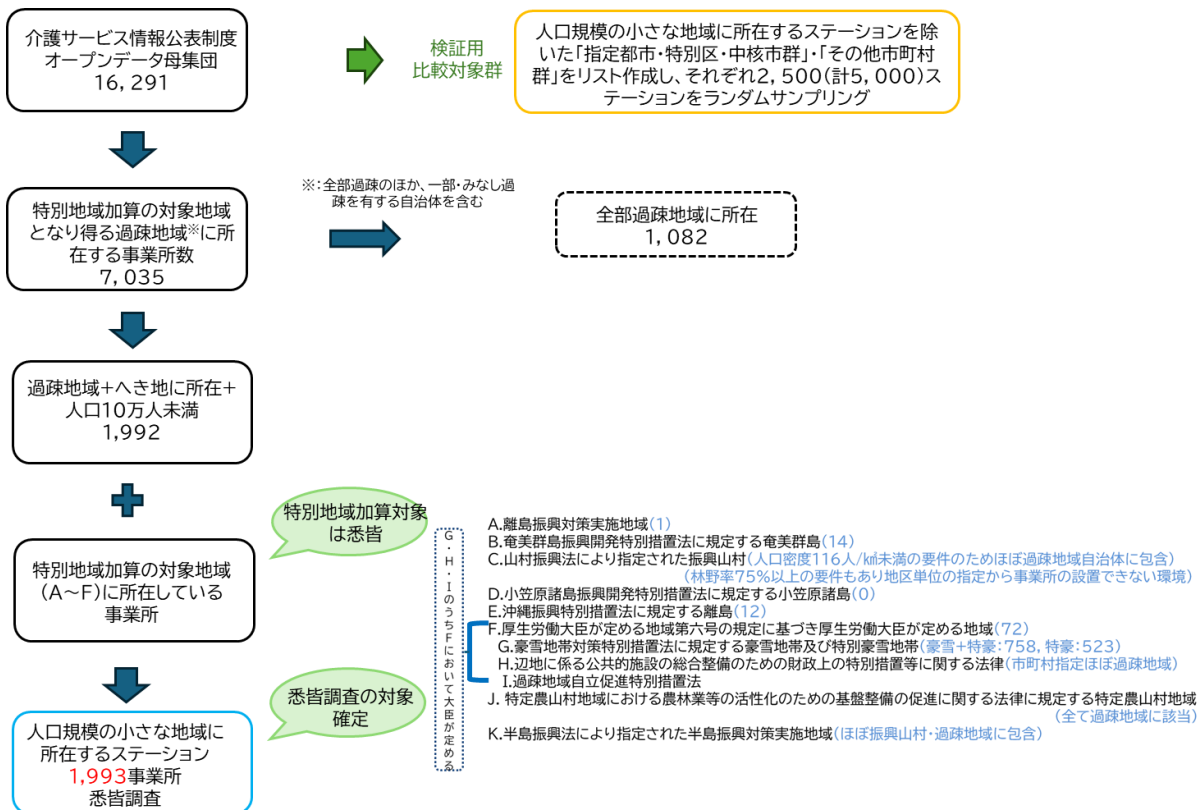 介護サービス情報公表制度
オープンデータ母集団
16,291
検証用
比較対象群
人口規模の小さな地域に所在するステーションを除
いた「指定都市・特別区・中核市群」・「その他市町村
群」をリスト作成し、それぞれ2,500(計5,000)ス
テーションをランダムサンプリング
特別地域加算の対象地域
となり得る過疎地域※に所
在する事業所数
7,035
※:全部過疎のほか、一部・みなし過
疎を有する自治体を含む
全部過疎地域に所在
1,082
過疎地域+へき地に所在+
人口10万人未満
1,992
特別地域加算対象
は悉皆
特別地域加算の対象地域
(A~F)に所在している
事業所
悉皆調査の対象
確定
人口規模の小さな地域に
所在するステーション
1,993事業所
悉皆調査
G・H・IのうちFにおいて大臣が定める
A.離島振興対策実施地域(1)
B.奄美群島振興開発特別措置法に規定する奄美群島(14)
C.山村振興法により指定された振興山村(人口密度116人/㎢未満の要件のためほぼ過疎地域自治体に包含)
(林野率75%以上の要件もあり地区単位の指定から事業所の設置できない環境)
D.小笠原諸島振興開発特別措置法に規定する小笠原諸島(0)
E.沖縄振興特別措置法に規定する離島(12)
F.厚生労働大臣が定める地域第六号の規定に基づき厚生労働大臣が定める地域(72)
G.豪雪地帯対策特別措置法に規定する豪雪地帯及び特別豪雪地帯(豪雪+特豪:758,特豪:523)
H.辺地に係る公共的施設の総合整備のための財政上の特別措置等に関する法律(市町村指定ほぼ過疎地域)
I.過疎地域自立促進特別措置法
J. 特定農山村地域における農林業等の活性化のための基盤整備の促進に関する法律に規定する特定農山村地域
(全て過疎地域に該当)
K.半島振興法により指定された半島振興対策実施地域(ほぼ振興山村・過疎地域に包含)